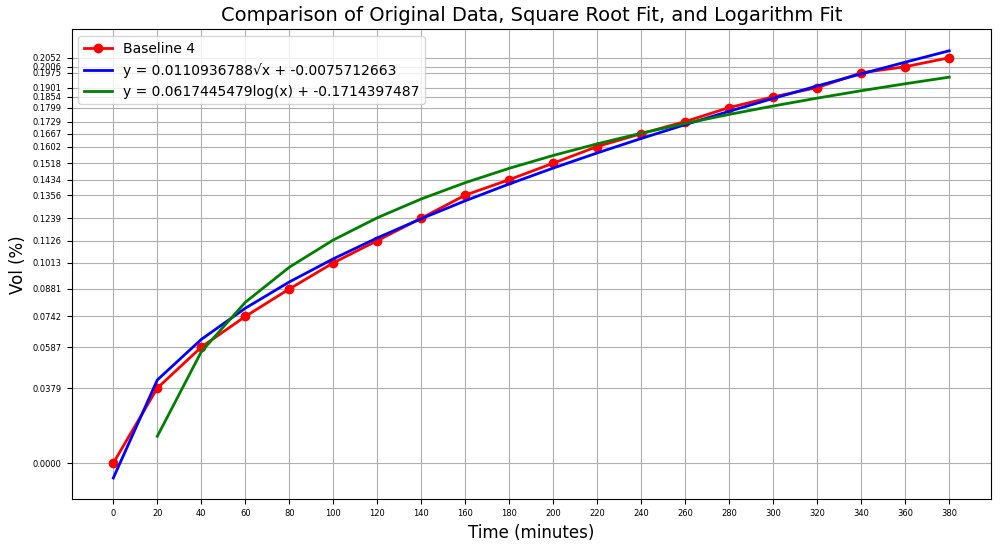 Comparison of Original Data, Square Root Fit, and Logarithm Fit
Baseline 4
y = 0.0110936788√x + -0.0075712663
y = 0.0617445479log(x) + -0.1714397487
Vol (%)
0.2052
0.2006
0.1975
0.1901
0.1854
0.1799
0.1729
0.1667
0.1602
0.1518
0.1434
0.1356
0.1239
0.1126
0.1013
0.0881
0.0742
0.0587
0.0379
0.0000
0 20 40 60 80 100 120 140 160 180 200 220 240 260 280 300 320 340 360 380
Time (minutes)